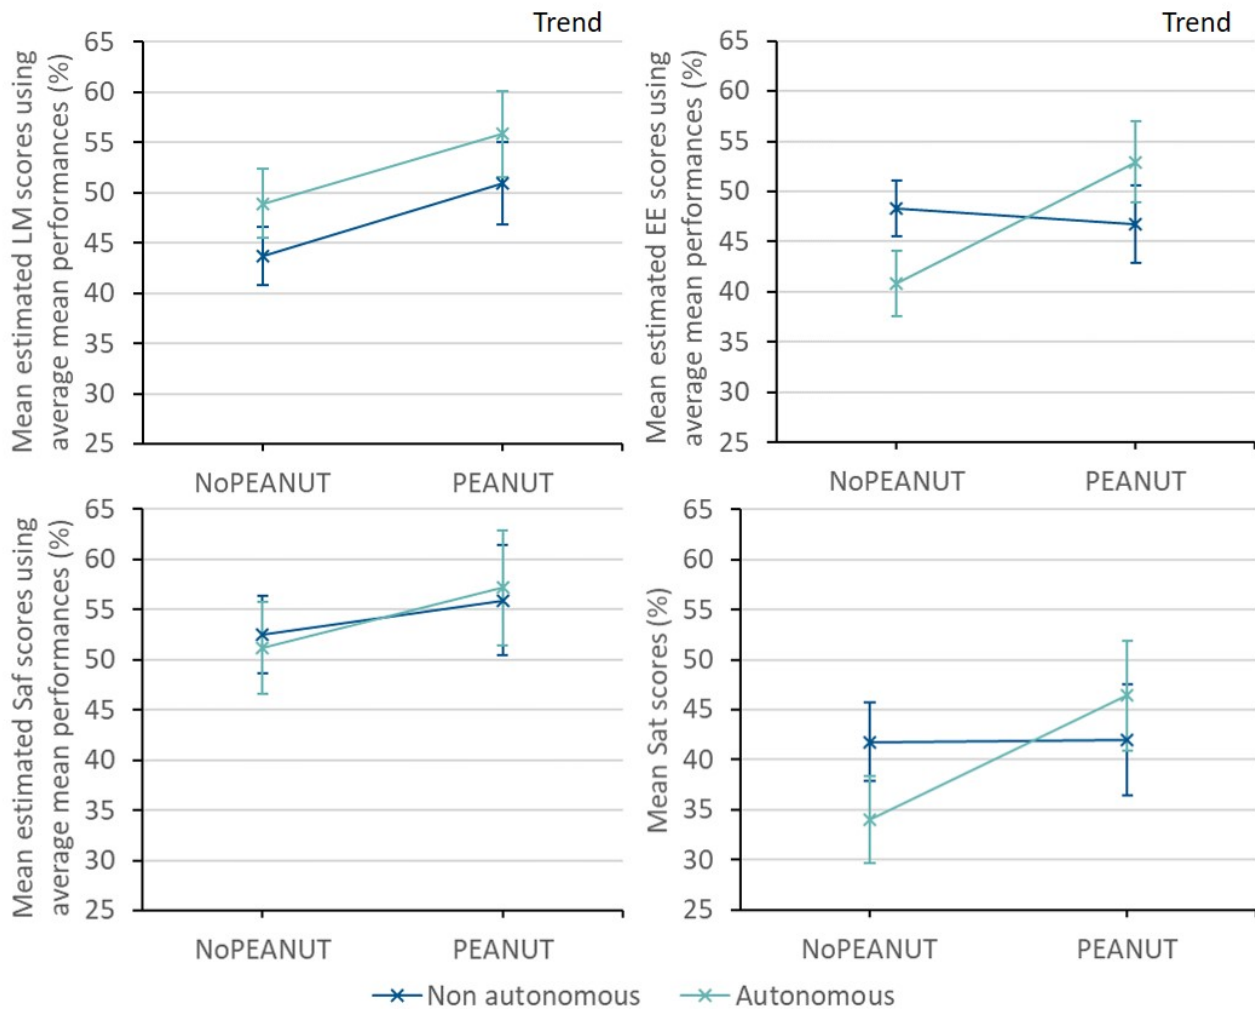 Trend
Mean estimated LM scores using
average mean performances (%)
65
60
55
50
45
40
35
30
25
NoPEANUT
PEANUT
Trend
Mean estimated EE scores using
average mean performances (%)
65
60
55
50
45
40
35
30
25
NoPEANUT
PEANUT
Mean estimated Saf scores using
average mean performances (%)
65
60
55
50
45
40
35
30
25
NoPEANUT
PEANUT
Mean Sat scores (%)
65
60
55
50
45
40
35
30
25
NoPEANUT
PEANUT
Non autonomous
Autonomous